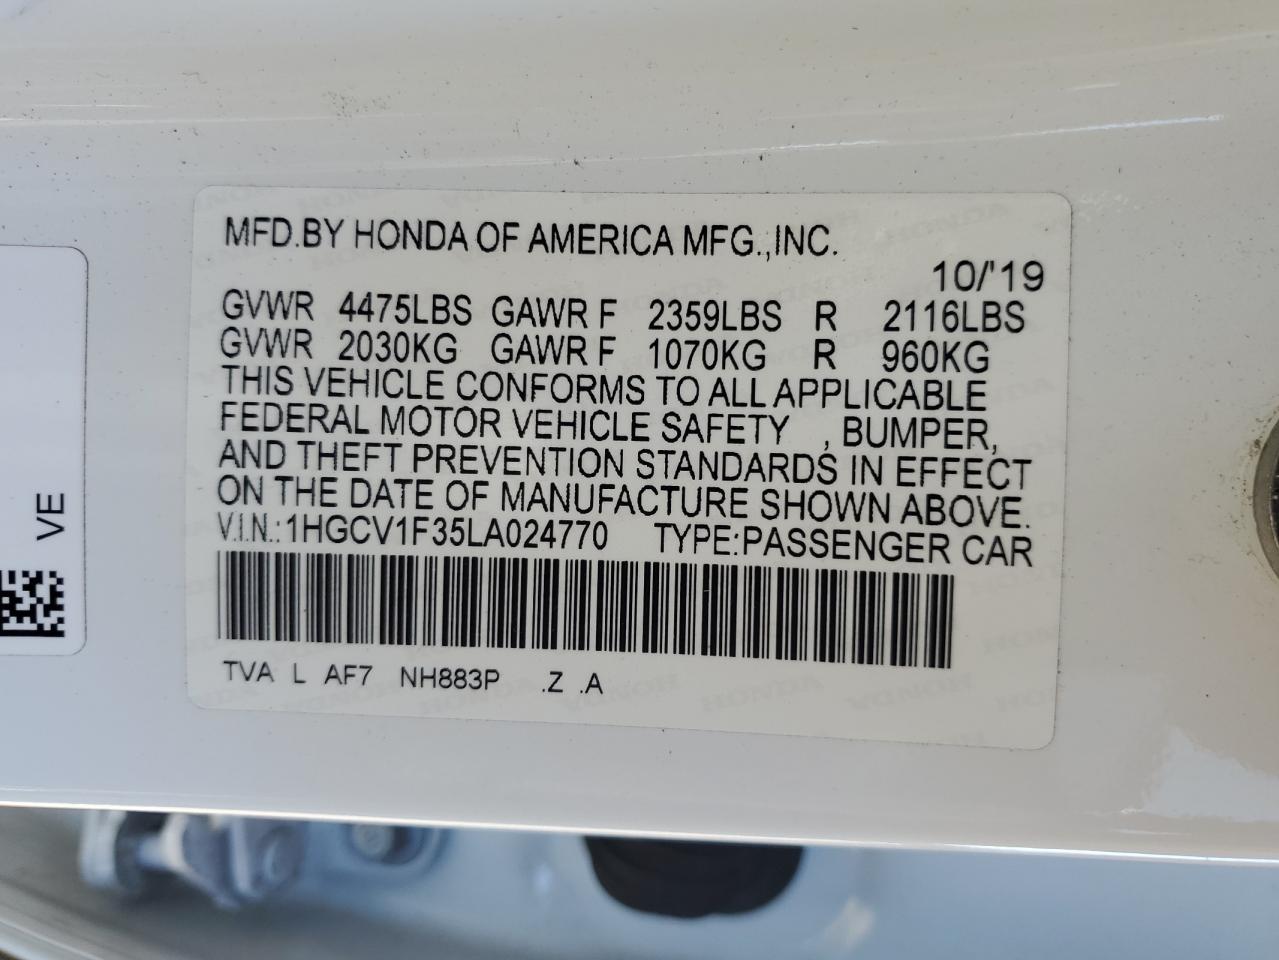 MFD.BY HONDA OF AMERICA MFG.,INC.
10/'19
GVWR 4475LBS GAWR F 2359LBS R 2116LBS
GVWR 2030KG GAWR F 1070KG R 960KG
THIS VEHICLE CONFORMS TO ALL APPLICABLE
FEDERAL MOTOR VEHICLE SAFETY , BUMPER,
AND THEFT PREVENTION STANDARDS IN EFFECT
ON THE DATE OF MANUFACTURE SHOWN ABOVE.
V.I.N.:1HGCV1F35LA024770 TYPE:PASSENGER CAR
TVA L AF7 NH883P .Z .A
VE